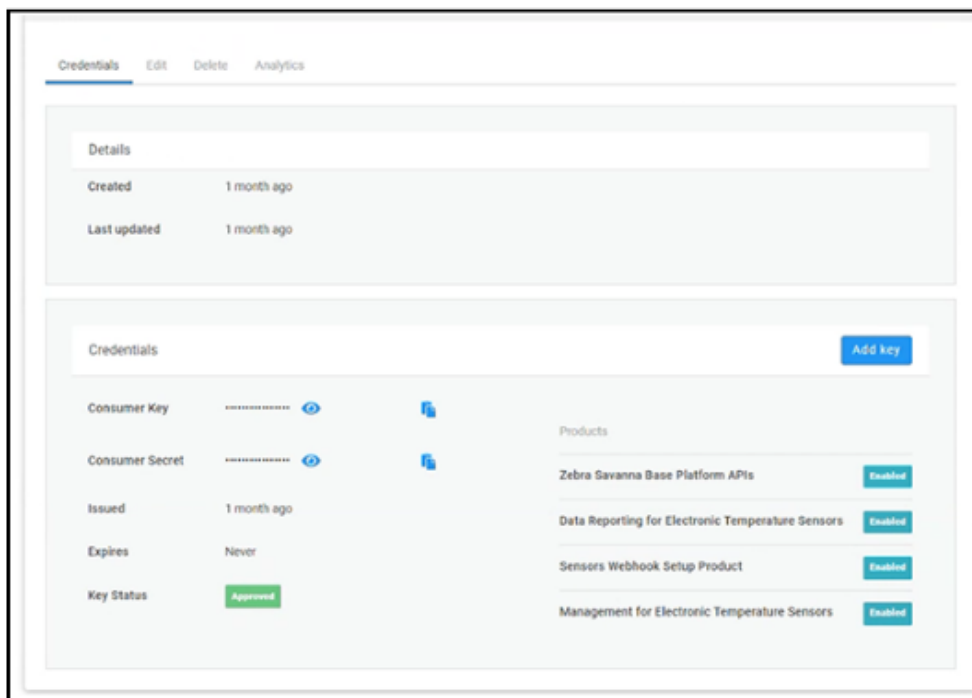 Credentials Edit Delete Analytics
Details
Created 1 month ago
Last updated 1 month ago
Credentials Add key
Consumer Key ················
Consumer Secret ················
Issued 1 month ago
Expires Never
Key Status Approved
Products
Zebra Savanna Base Platform APIs Enabled
Data Reporting for Electronic Temperature Sensors Enabled
Sensors Webhook Setup Product Enabled
Management for Electronic Temperature Sensors Enabled